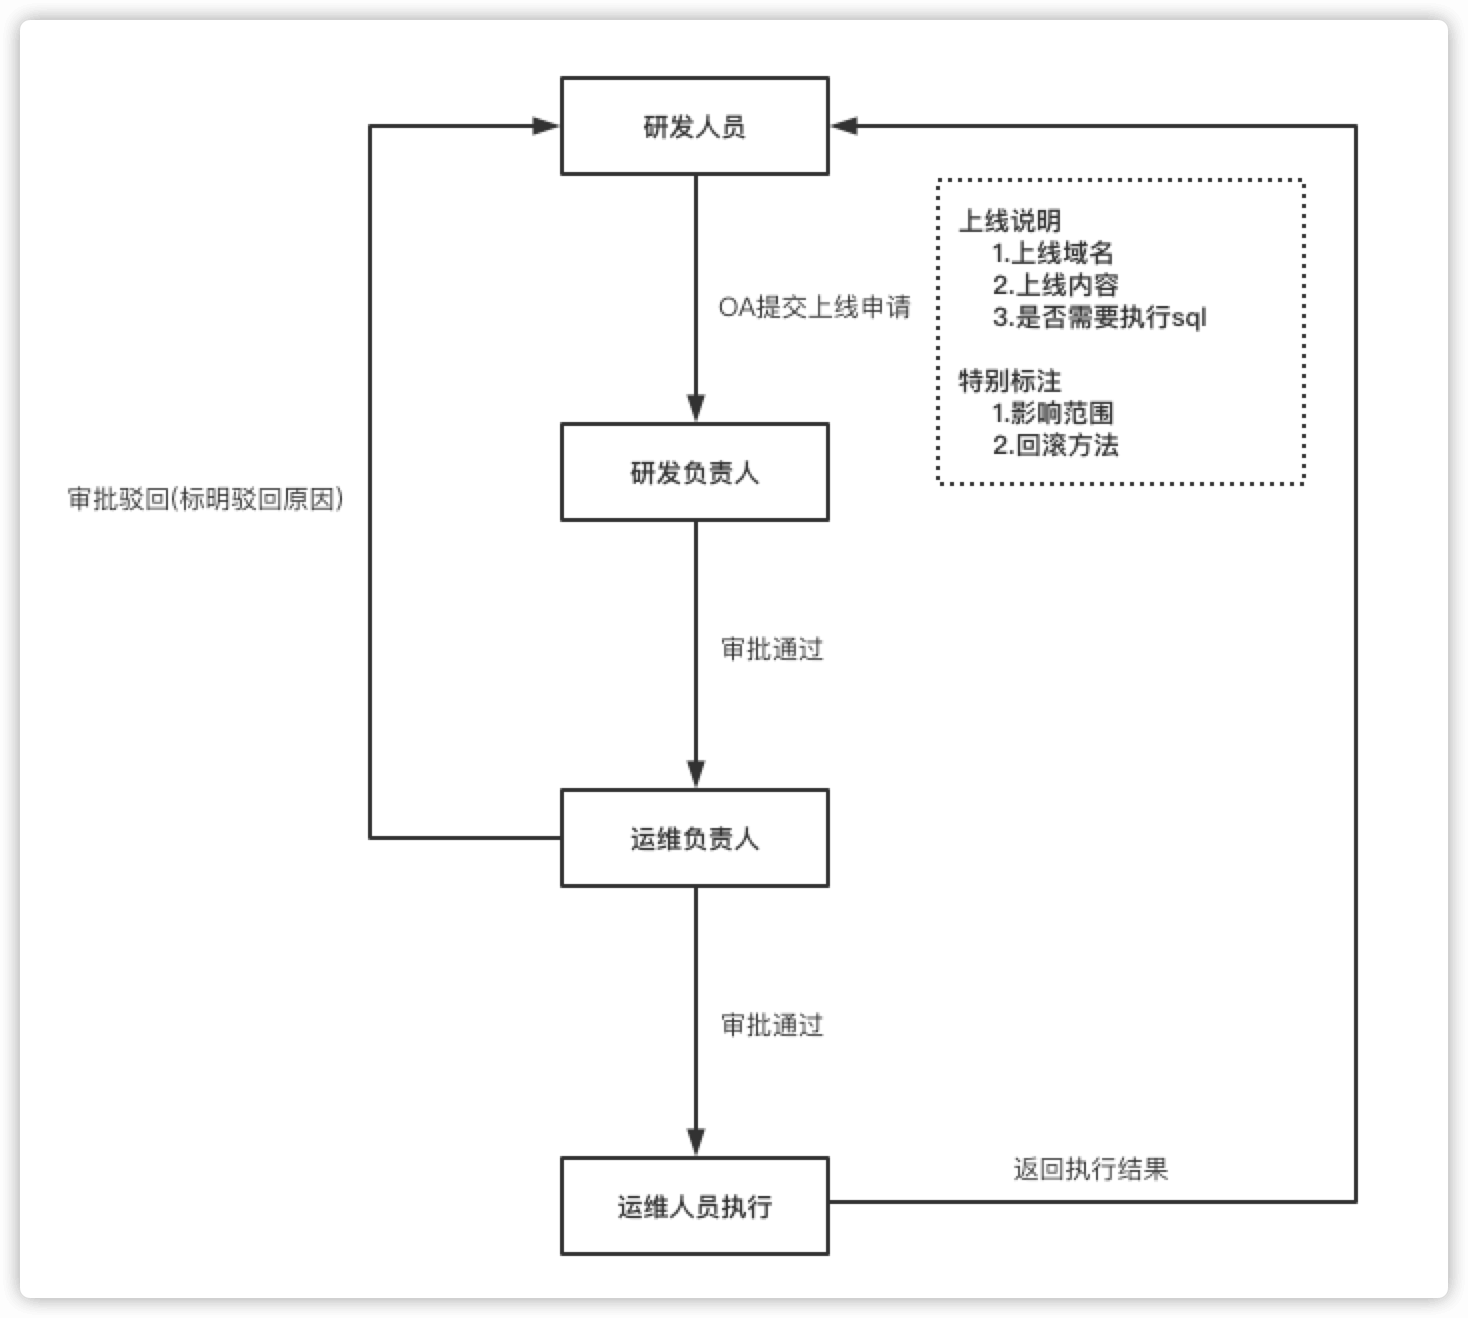 研发人员
上线说明
1.上线域名
2.上线内容
3.是否需要执行sql
特别标注
1.影响范围
2.回滚方法
OA提交上线申请
研发负责人
审批驳回(标明驳回原因)
审批通过
运维负责人
审批通过
返回执行结果
运维人员执行